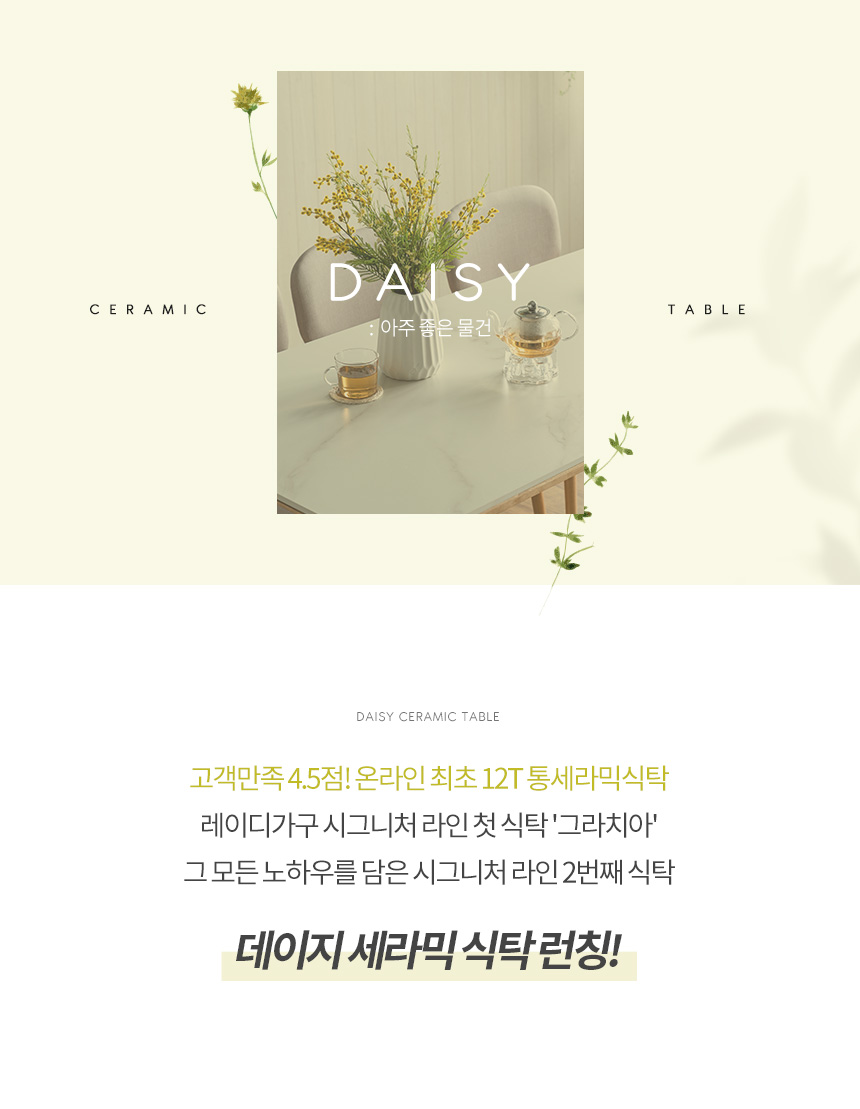 DAISY
: 아주 좋은 물건
CERAMIC
TABLE
DAISY CERAMIC TABLE
고객만족 4.5점! 온라인 최초 12T 통세라믹식탁
레이디가구 시그니처 라인 첫 식탁 '그라치아'
그 모든 노하우를 담은 시그니처 라인 2번째 식탁
데이지 세라믹 식탁 런칭!